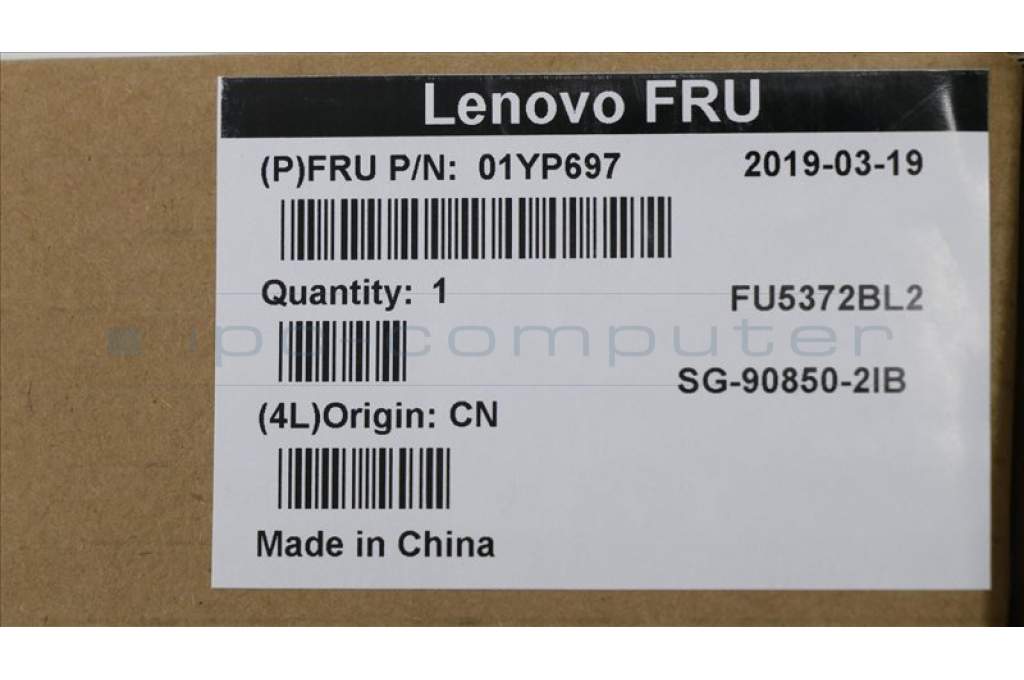 Lenovo FRU
(P)FRU P/N: 01YP697 2019-03-19
Quantity: 1 FU5372BL2
ipc-computer
SG-90850-2IB
(4L)Origin: CN
Made in China